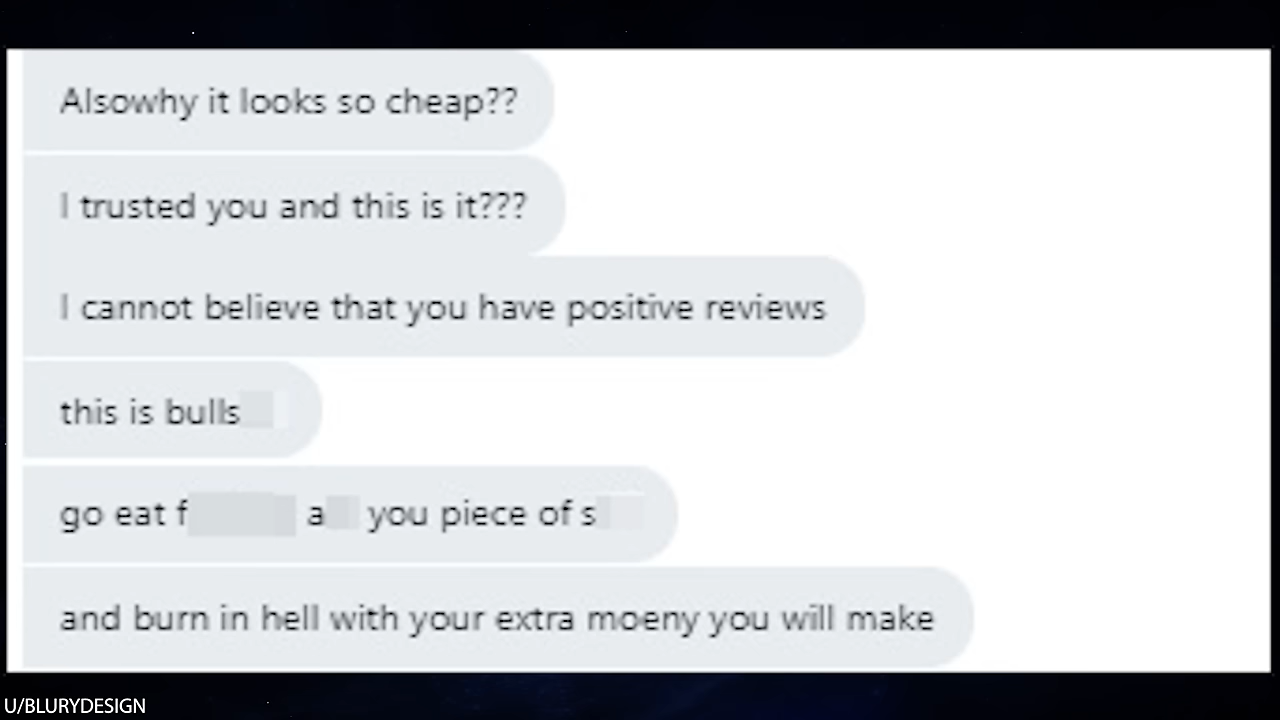 Alsowhy it looks so cheap??
I trusted you and this is it???
I cannot believe that you have positive reviews
this is bulls
go eat f a you piece of s
and burn in hell with your extra moeny you will make
U/BLURYDESIGN